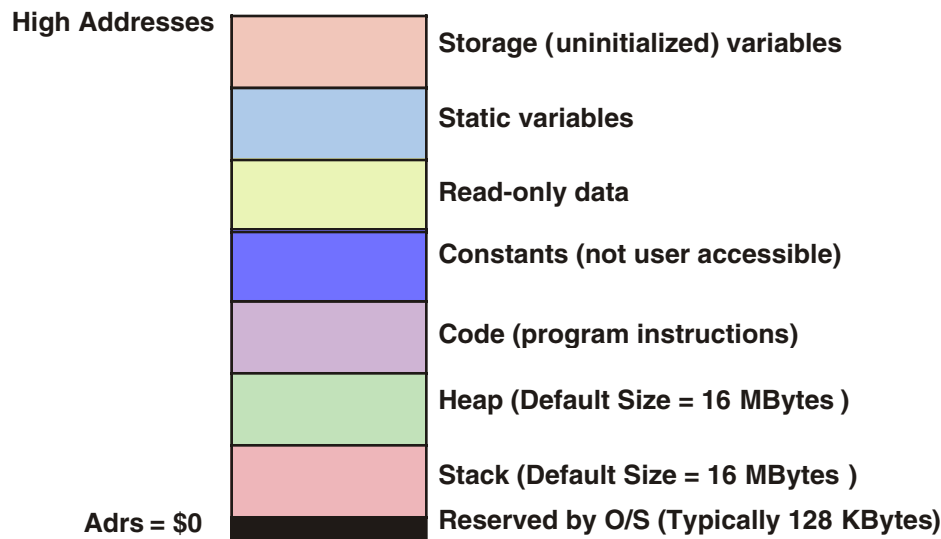 High Addresses
Storage (uninitialized) variables
Static variables
Read-only data
Constants (not user accessible)
Code (program instructions)
Heap (Default Size = 16 MBytes )
Stack (Default Size = 16 MBytes )
Adrs = $0
Reserved by O/S (Typically 128 KBytes)